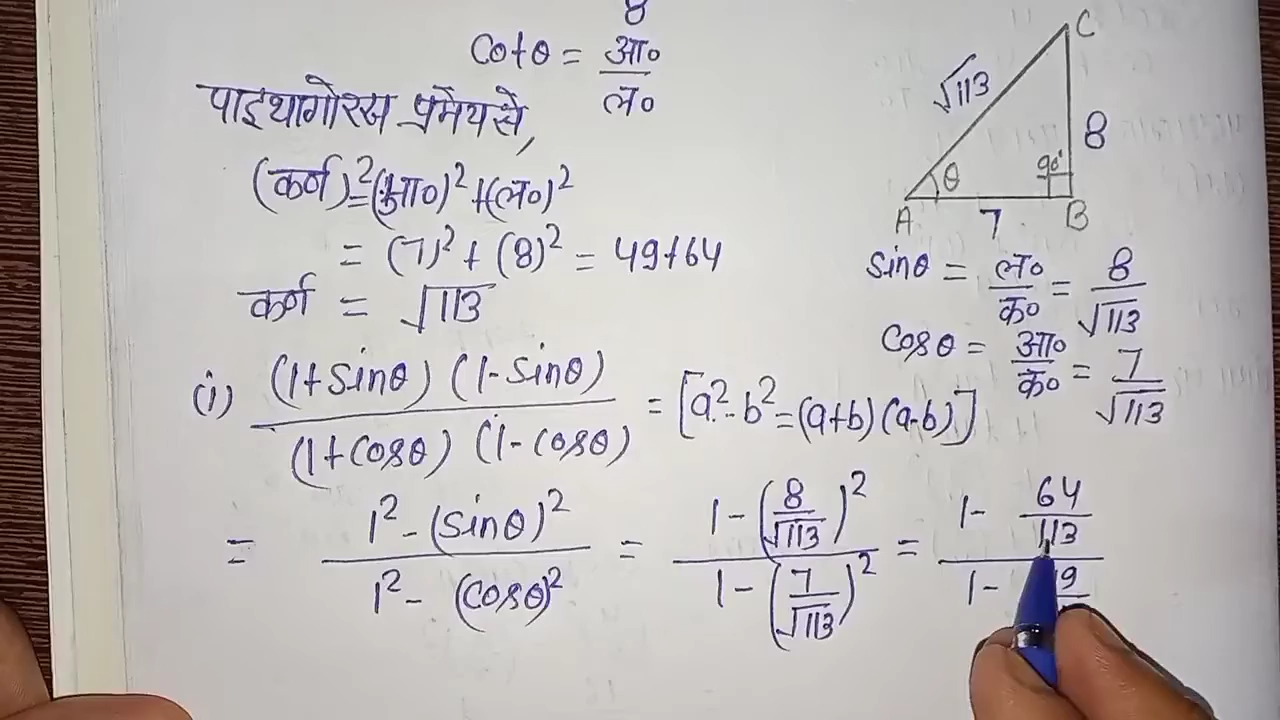 8
cotθ = आ०/ल०
पाइथागोरस प्रमेय से,
(कर्ण)² = (आ०)² + (ल०)²
= (7)² + (8)² = 49+64
कर्ण = √113
C
√113
8
90°
θ
A 7 B
sinθ = ल०/क० = 8/√113
cosθ = आ०/क० = 7/√113
(i) (1+sinθ) (1-sinθ) / (1+cosθ) (1-cosθ) = [a²-b² = (a+b) (a-b)]
= 1² - (sinθ)² / 1² - (cosθ)² = 1 - (8/√113)² / 1 - (7/√113)² = 1 - 64/113 / 1 - 9